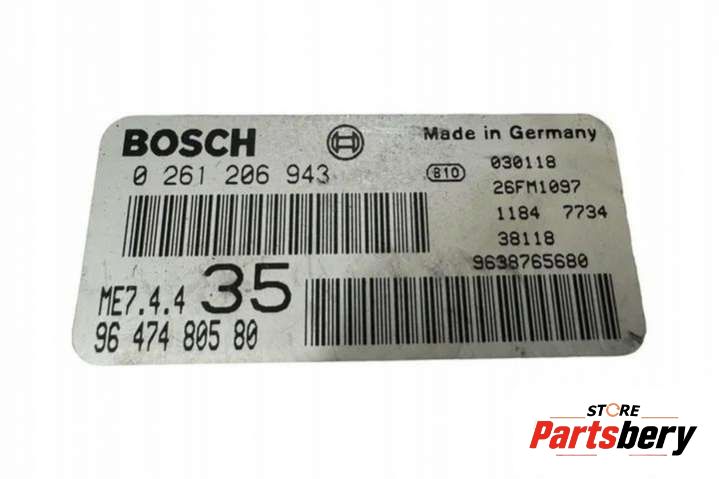 BOSCH
Made in Germany
0 261 206 943
B10
030118
26FM1097
1184 7734
38118
9638765680
ME7.4.4 35
96 474 805 80
STORE
Partsbery